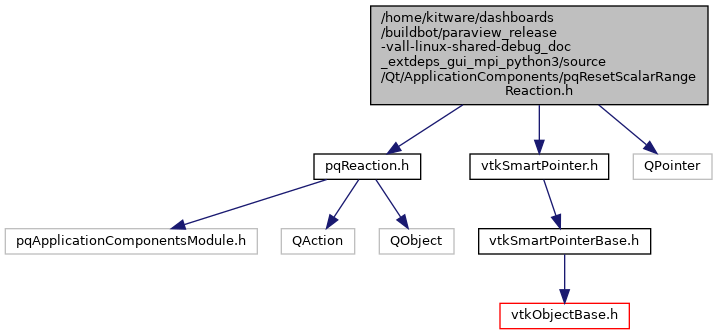 /home/kitware/dashboards
/buildbot/paraview_release
-vall-linux-shared-debug_doc
_extdeps_gui_mpi_python3/source
/Qt/ApplicationComponents/pqResetScalarRange
Reaction.h
pqReaction.h
vtkSmartPointer.h
QPointer
pqApplicationComponentsModule.h
QAction
QObject
vtkSmartPointerBase.h
vtkObjectBase.h